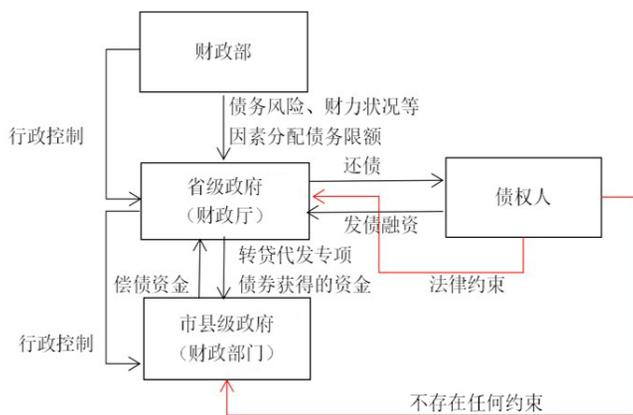 财政部
债务风险、财力状况等
因素分配债务限额
行政控制
还债
省级政府
（财政厅）
债权人
发债融资
转贷代发专项
债券获得的资金
偿债资金
法律约束
市县级政府
（财政部门）
行政控制
不存在任何约束